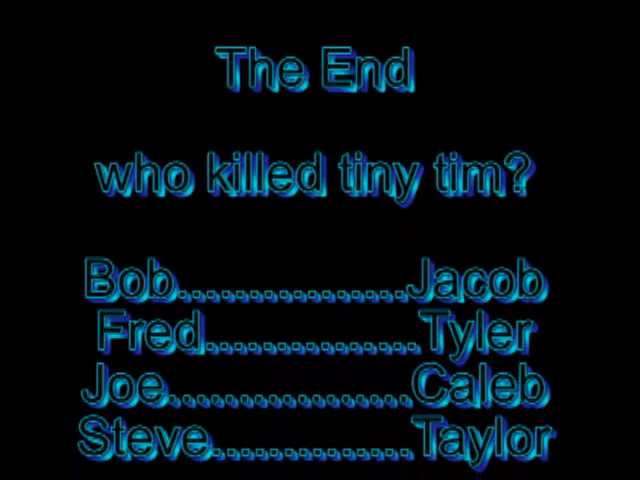 The End
who killed tiny tim?
Bob................Jacob
Fred...............Tyler
Joe.................Caleb
Steve..............Taylor